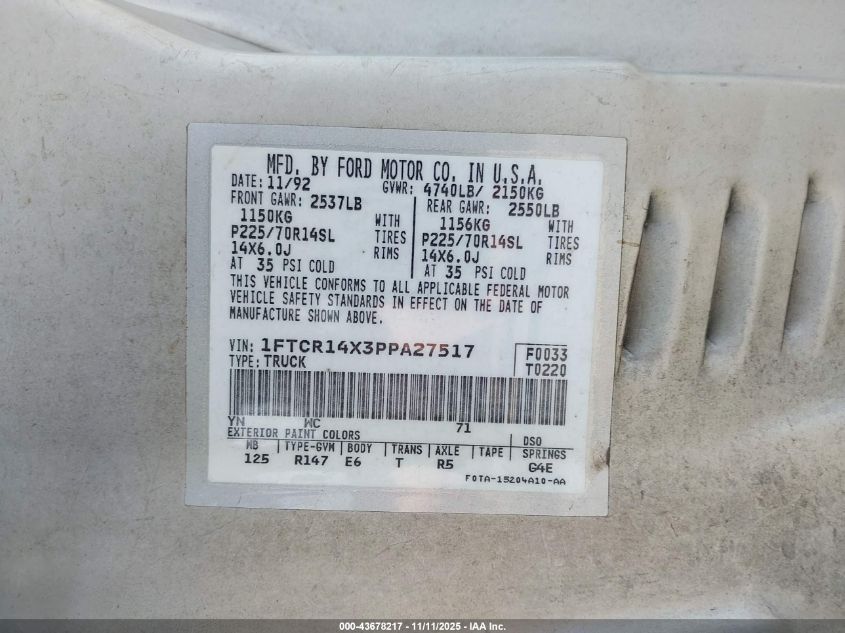 MFD. BY FORD MOTOR CO. IN U.S.A.
DATE: 11/92 GVWR: 4740LB/ 2150KG
FRONT GAWR: 2537LB REAR GAWR: 2550LB
1150KG WITH 1156KG WITH
P225/70R14SL TIRES P225/70R14SL TIRES
14X6.0J RIMS 14X6.0J RIMS
AT 35 PSI COLD AT 35 PSI COLD
THIS VEHICLE CONFORMS TO ALL APPLICABLE FEDERAL MOTOR
VEHICLE SAFETY STANDARDS IN EFFECT ON THE DATE OF
MANUFACTURE SHOWN ABOVE.
VIN: 1FTCR14X3PPA27517 F0033
TYPE: TRUCK T0220
YN WC 71
EXTERIOR PAINT COLORS DSO
WB TYPE-GVM BODY TRANS AXLE TAPE SPRINGS
125 R147 E6 T R5 G4E
F0TA-15204A10-AA
000-43678217 - 11/11/2025 - IAA Inc.